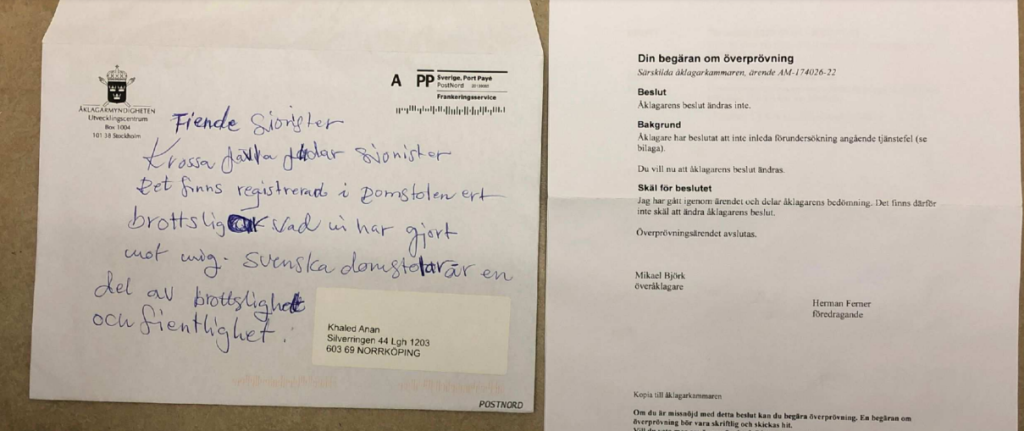 ÅKLAGARMYNDIGHETEN
Utvecklingscentrum
Box 1004
101 38 Stockholm
A PP Sverige, Port Payé
PostNord
Frankeringsservice
Fiende sionister
Krossa jävla judar sionister
Det finns registrerad i Domstolen ert
brottslig vad ni har gjort
mot mig. Svenska domstolar är en
del av brottslighet
och fientlighet.
Khaled Anan
Silverringen 44 Lgh 1203
603 69 NORRKÖPING
POSTNORD
Din begäran om överprövning
Särskilda åklagarkammaren, ärende AM-174026-22
Beslut
Åklagarens beslut ändras inte.
Bakgrund
Åklagare har beslutat att inte inleda förundersökning angående tjänstefel (se
bilaga).
Du vill nu att åklagarens beslut ändras.
Skäl för beslutet
Jag har gått igenom ärendet och delar åklagarens bedömning. Det finns därför
inte skäl att ändra åklagarens beslut.
Överprövningsärendet avslutas.
Mikael Björk
överåklagare
Herman Ferner
föredragande
Kopia till åklagarkammaren
Om du är missnöjd med detta beslut kan du begära överprövning. En begäran om
överprövning bör vara skriftlig och skickas hit.